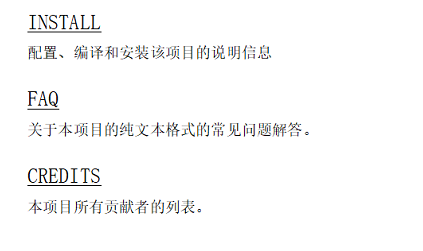 INSTALL
配置、编译和安装该项目的说明信息
FAQ
关于本项目的纯文本格式的常见问题解答。
CREDITS
本项目所有贡献者的列表。